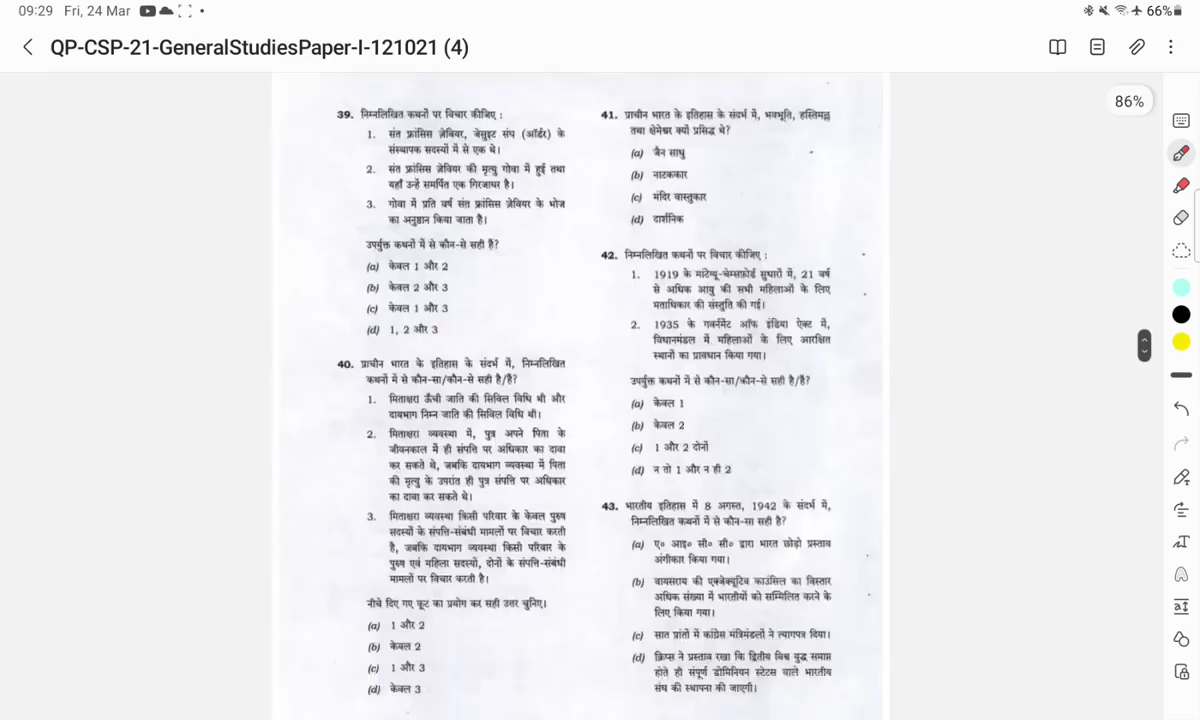 09:29 Fri, 24 Mar
66%
QP-CSP-21-GeneralStudiesPaper-I-121021 (4)
86%
39. निम्नलिखित कथनों पर विचार कीजिए :
1. संत फ्रांसिस ज़ेवियर, जेसुइट संघ (ऑर्डर) के
संस्थापक सदस्यों में से एक थे।
2. संत फ्रांसिस ज़ेवियर की मृत्यु गोवा में हुई तथा
यहाँ उन्हें समर्पित एक गिरजाघर है।
3. गोवा में प्रति वर्ष संत फ्रांसिस ज़ेवियर के भोज
का अनुष्ठान किया जाता है।
उपर्युक्त कथनों में से कौन-से सही हैं?
(a) केवल 1 और 2
(b) केवल 2 और 3
(c) केवल 1 और 3
(d) 1, 2 और 3
40. प्राचीन भारत के इतिहास के संदर्भ में, निम्नलिखित
कथनों में से कौन-सा/कौन-से सही है/हैं?
1. मिताक्षरा ऊँची जाति की सिविल विधि थी और
दायभाग निम्न जाति की सिविल विधि थी।
2. मिताक्षरा व्यवस्था में, पुत्र अपने पिता के
जीवनकाल में ही संपत्ति पर अधिकार का दावा
कर सकते थे, जबकि दायभाग व्यवस्था में पिता
की मृत्यु के उपरांत ही पुत्र संपत्ति पर अधिकार
का दावा कर सकते थे।
3. मिताक्षरा व्यवस्था किसी परिवार के केवल पुरुष
सदस्यों के संपत्ति-संबंधी मामलों पर विचार करती
है, जबकि दायभाग व्यवस्था किसी परिवार के
पुरुष एवं महिला सदस्यों, दोनों के संपत्ति-संबंधी
मामलों पर विचार करती है।
नीचे दिए गए कूट का प्रयोग कर सही उत्तर चुनिए।
(a) 1 और 2
(b) केवल 2
(c) 1 और 3
(d) केवल 3
41. प्राचीन भारत के इतिहास के संदर्भ में, भवभूति, हस्तिमल्ल
तथा क्षेमेश्वर क्यों प्रसिद्ध थे?
(a) जैन साधु
(b) नाटककार
(c) मंदिर वास्तुकार
(d) दार्शनिक
42. निम्नलिखित कथनों पर विचार कीजिए :
1. 1919 के मांटेग्यू-चेम्सफ़ोर्ड सुधारों में, 21 वर्ष
से अधिक आयु की सभी महिलाओं के लिए
मताधिकार की संस्तुति की गई।
2. 1935 के गवर्नमेंट ऑफ इंडिया ऐक्ट में,
विधानमंडल में महिलाओं के लिए आरक्षित
स्थानों का प्रावधान किया गया।
उपर्युक्त कथनों में से कौन-सा/कौन-से सही है/हैं?
(a) केवल 1
(b) केवल 2
(c) 1 और 2 दोनों
(d) न तो 1 और न ही 2
43. भारतीय इतिहास में 8 अगस्त, 1942 के संदर्भ में,
निम्नलिखित कथनों में से कौन-सा सही है?
(a) ए० आइ० सी० सी० द्वारा भारत छोड़ो प्रस्ताव
अंगीकार किया गया।
(b) वायसराय की एक्जेक्यूटिव काउंसिल का विस्तार
अधिक संख्या में भारतीयों को सम्मिलित करने के
लिए किया गया।
(c) सात प्रांतों में कांग्रेस मंत्रिमंडलों ने त्यागपत्र दिया।
(d) क्रिप्स ने प्रस्ताव रखा कि द्वितीय विश्व युद्ध समाप्त
होते ही संपूर्ण डोमिनियन स्टेटस वाले भारतीय
संघ की स्थापना की जाएगी।